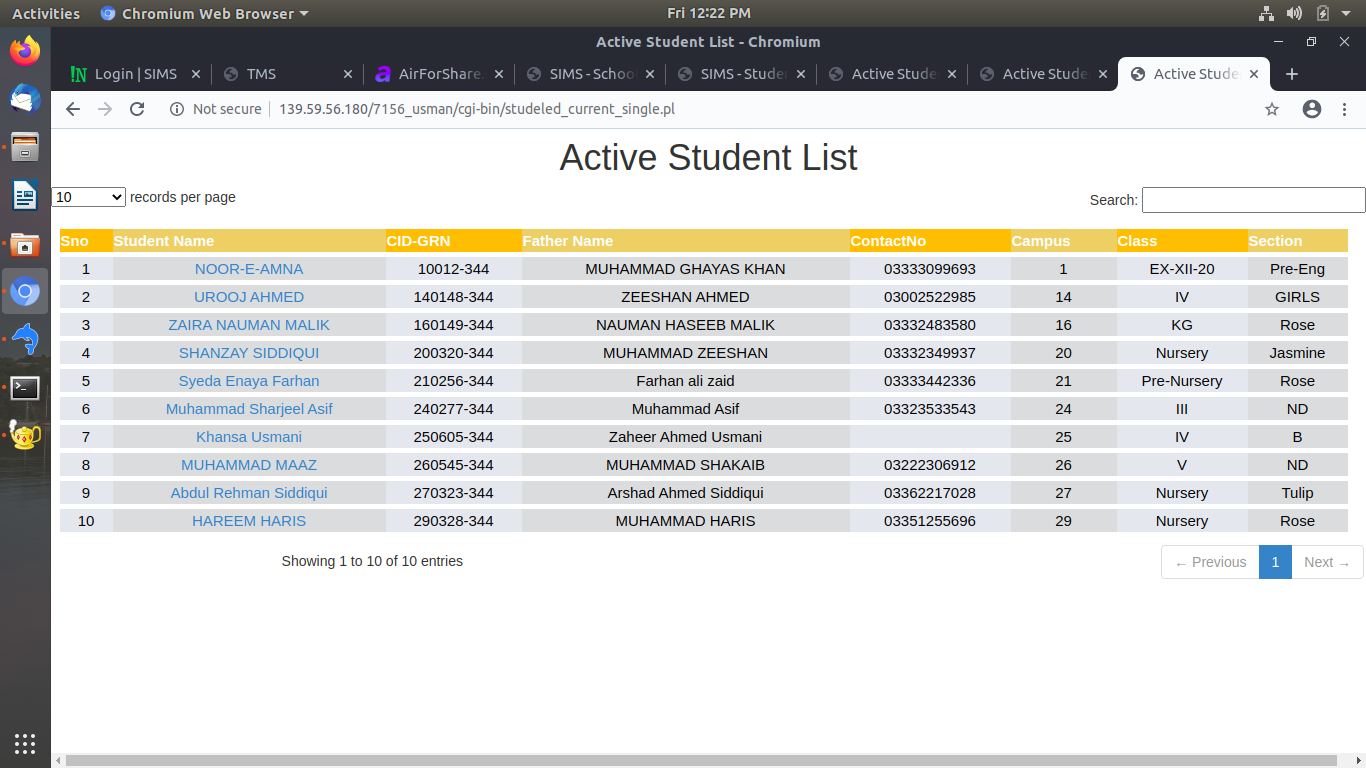 Activities Chromium Web Browser Fri 12:22 PM
Active Student List - Chromium
Login | SIMS TMS AirForShare. SIMS - School SIMS - Studen Active Stude Active Stude Active Stude
Not secure 139.59.56.180/7156_usman/cgi-bin/studeled_current_single.pl
Active Student List
10 records per page Search:
Sno Student Name CID-GRN Father Name ContactNo Campus Class Section
1 NOOR-E-AMNA 10012-344 MUHAMMAD GHAYAS KHAN 03333099693 1 EX-XII-20 Pre-Eng
2 UROOJ AHMED 140148-344 ZEESHAN AHMED 03002522985 14 IV GIRLS
3 ZAIRA NAUMAN MALIK 160149-344 NAUMAN HASEEB MALIK 03332483580 16 KG Rose
4 SHANZAY SIDDIQUI 200320-344 MUHAMMAD ZEESHAN 03332349937 20 Nursery Jasmine
5 Syeda Enaya Farhan 210256-344 Farhan ali zaid 03333442336 21 Pre-Nursery Rose
6 Muhammad Sharjeel Asif 240277-344 Muhammad Asif 03323533543 24 III ND
7 Khansa Usmani 250605-344 Zaheer Ahmed Usmani 25 IV B
8 MUHAMMAD MAAZ 260545-344 MUHAMMAD SHAKAIB 03222306912 26 V ND
9 Abdul Rehman Siddiqui 270323-344 Arshad Ahmed Siddiqui 03362217028 27 Nursery Tulip
10 HAREEM HARIS 290328-344 MUHAMMAD HARIS 03351255696 29 Nursery Rose
Showing 1 to 10 of 10 entries ← Previous 1 Next →